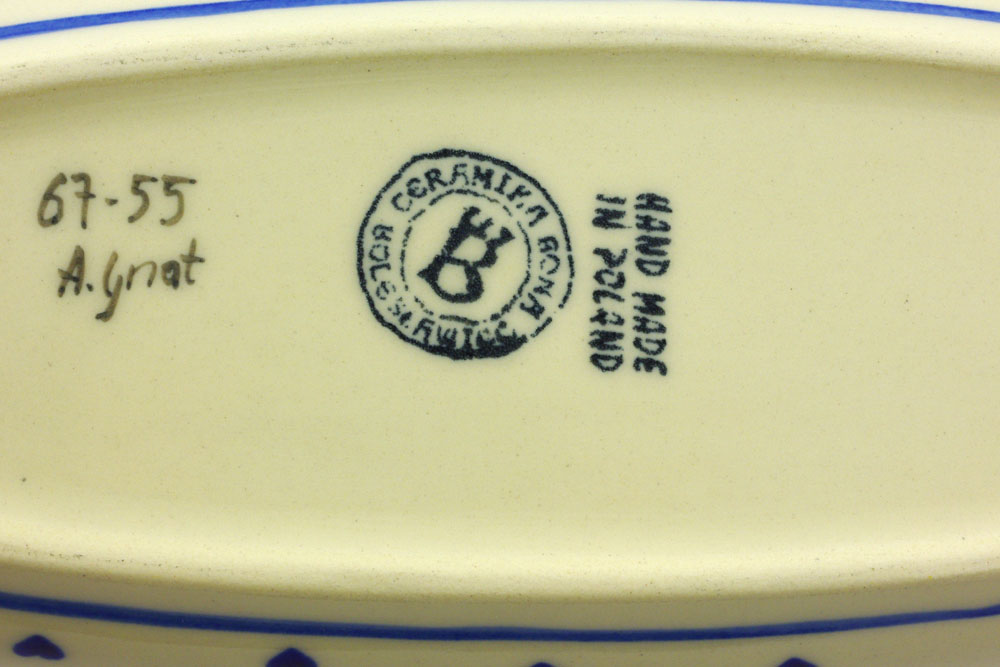 67-55
A. Gnat
CERAMIKA BONA
BOLESŁAWIEC
B
HAND MADE
IN POLAND